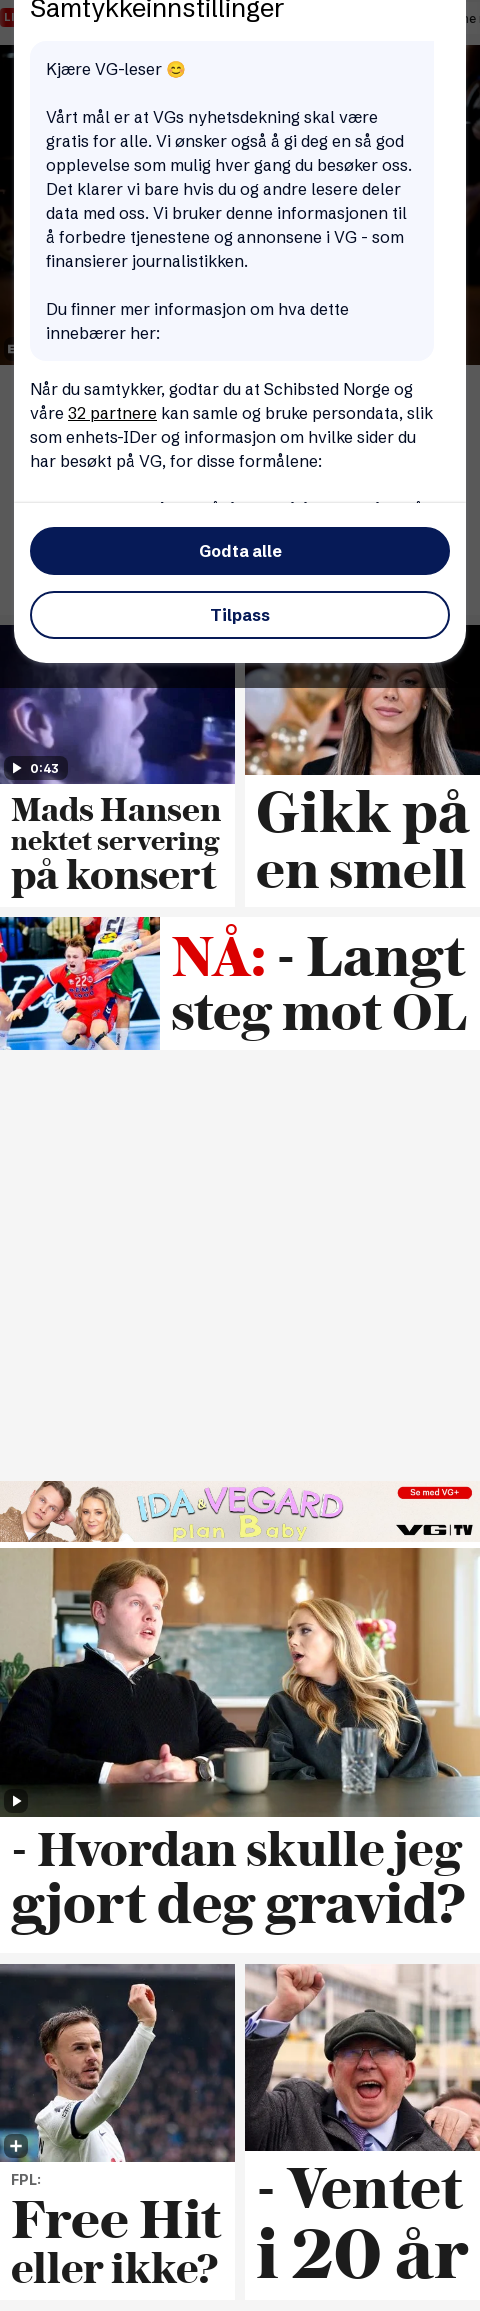 Samtykkeinnstillinger
Kjære VG-leser 😊
Vårt mål er at VGs nyhetsdekning skal være
gratis for alle. Vi ønsker også å gi deg en så god
opplevelse som mulig hver gang du besøker oss.
Det klarer vi bare hvis du og andre lesere deler
data med oss. Vi bruker denne informasjonen til
å forbedre tjenestene og annonsene i VG - som
finansierer journalistikken.
Du finner mer informasjon om hva dette
innebærer her:
Når du samtykker, godtar du at Schibsted Norge og
våre 32 partnere kan samle og bruke persondata, slik
som enhets-IDer og informasjon om hvilke sider du
har besøkt på VG, for disse formålene:
Godta alle
Tilpass
0:43
Mads Hansen
nektet servering
på konsert
Gikk på
en smell
21
22
NÅ: - Langt
steg mot OL
IDA & VEGARD
plan B aby
Se med VG+
VG|TV
- Hvordan skulle jeg
gjort deg gravid?
FPL:
Free Hit
eller ikke?
- Ventet
i 20 år